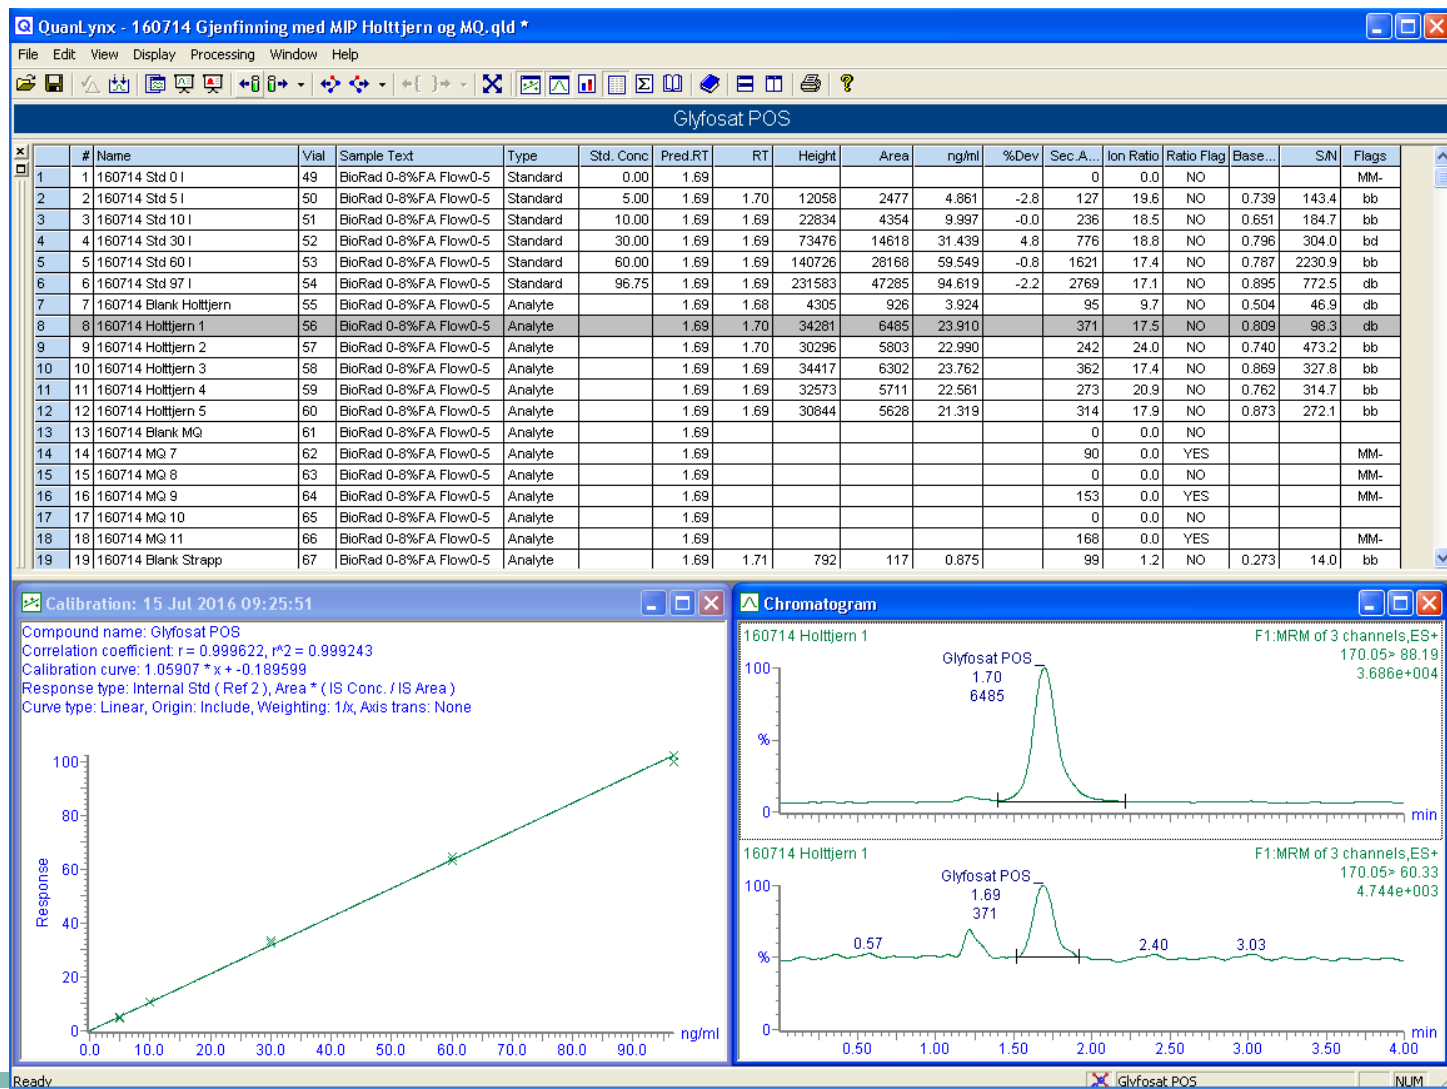 QuanLynx - 160714 Gjenfinning med MIP Holttjern og MQ.qld *
File Edit View Display Processing Window Help
Glyfosat POS
# Name Vial Sample Text Type Std. Conc Pred.RT RT Height Area ng/ml %Dev Sec.A... Ion Ratio Ratio Flag Base... S/N Flags
1 1 160714 Std 0 I 49 BioRad 0-8%FA Flow0-5 Standard 0.00 1.69 0 0.0 NO MM-
2 2 160714 Std 5 I 50 BioRad 0-8%FA Flow0-5 Standard 5.00 1.69 1.70 12058 2477 4.861 -2.8 127 19.6 NO 0.739 143.4 bb
3 3 160714 Std 10 I 51 BioRad 0-8%FA Flow0-5 Standard 10.00 1.69 1.69 22834 4354 9.997 -0.0 236 18.5 NO 0.651 184.7 bb
4 4 160714 Std 30 I 52 BioRad 0-8%FA Flow0-5 Standard 30.00 1.69 1.69 73476 14618 31.439 4.8 776 18.8 NO 0.796 304.0 bd
5 5 160714 Std 60 I 53 BioRad 0-8%FA Flow0-5 Standard 60.00 1.69 1.69 140726 28168 59.549 -0.8 1621 17.4 NO 0.787 2230.9 bb
6 6 160714 Std 97 I 54 BioRad 0-8%FA Flow0-5 Standard 96.75 1.69 1.69 231583 47285 94.619 -2.2 2769 17.1 NO 0.895 772.5 db
7 7 160714 Blank Holttjern 55 BioRad 0-8%FA Flow0-5 Analyte 1.69 1.68 4305 926 3.924 95 9.7 NO 0.504 46.9 db
8 8 160714 Holttjern 1 56 BioRad 0-8%FA Flow0-5 Analyte 1.69 1.70 34281 6485 23.910 371 17.5 NO 0.809 98.3 db
9 9 160714 Holttjern 2 57 BioRad 0-8%FA Flow0-5 Analyte 1.69 1.70 30296 5803 22.990 242 24.0 NO 0.740 473.2 bb
10 10 160714 Holttjern 3 58 BioRad 0-8%FA Flow0-5 Analyte 1.69 1.69 34417 6302 23.762 362 17.4 NO 0.869 327.8 bb
11 11 160714 Holttjern 4 59 BioRad 0-8%FA Flow0-5 Analyte 1.69 1.69 32573 5711 22.561 273 20.9 NO 0.762 314.7 bb
12 12 160714 Holttjern 5 60 BioRad 0-8%FA Flow0-5 Analyte 1.69 1.69 30844 5628 21.319 314 17.9 NO 0.873 272.1 bb
13 13 160714 Blank MQ 61 BioRad 0-8%FA Flow0-5 Analyte 1.69 0 0.0 NO
14 14 160714 MQ 7 62 BioRad 0-8%FA Flow0-5 Analyte 1.69 90 0.0 YES MM-
15 15 160714 MQ 8 63 BioRad 0-8%FA Flow0-5 Analyte 1.69 0 0.0 NO MM-
16 16 160714 MQ 9 64 BioRad 0-8%FA Flow0-5 Analyte 1.69 153 0.0 YES MM-
17 17 160714 MQ 10 65 BioRad 0-8%FA Flow0-5 Analyte 1.69 0 0.0 NO
18 18 160714 MQ 11 66 BioRad 0-8%FA Flow0-5 Analyte 1.69 168 0.0 YES MM-
19 19 160714 Blank Strapp 67 BioRad 0-8%FA Flow0-5 Analyte 1.69 1.71 792 117 0.875 99 1.2 NO 0.273 14.0 bb
Calibration: 15 Jul 2016 09:25:51
Compound name: Glyfosat POS
Correlation coefficient: r = 0.999622, r^2 = 0.999243
Calibration curve: 1.05907 * x + -0.189599
Response type: Internal Std ( Ref 2 ), Area * ( IS Conc. / IS Area )
Curve type: Linear, Origin: Include, Weighting: 1/x, Axis trans: None
100
80
60
40
20
0
Response
0.0 10.0 20.0 30.0 40.0 50.0 60.0 70.0 80.0 90.0
ng/ml
Chromatogram
160714 Holttjern 1
F1:MRM of 3 channels,ES+
170.05> 88.19
3.686e+004
Glyfosat POS
1.70
6485
100
%
0
min
160714 Holttjern 1
F1:MRM of 3 channels,ES+
170.05> 60.33
4.744e+003
Glyfosat POS
1.69
371
0.57
2.40
3.03
100
%
0
min
0.50 1.00 1.50 2.00 2.50 3.00 3.50 4.00
Ready
Glyfosat POS
NUM